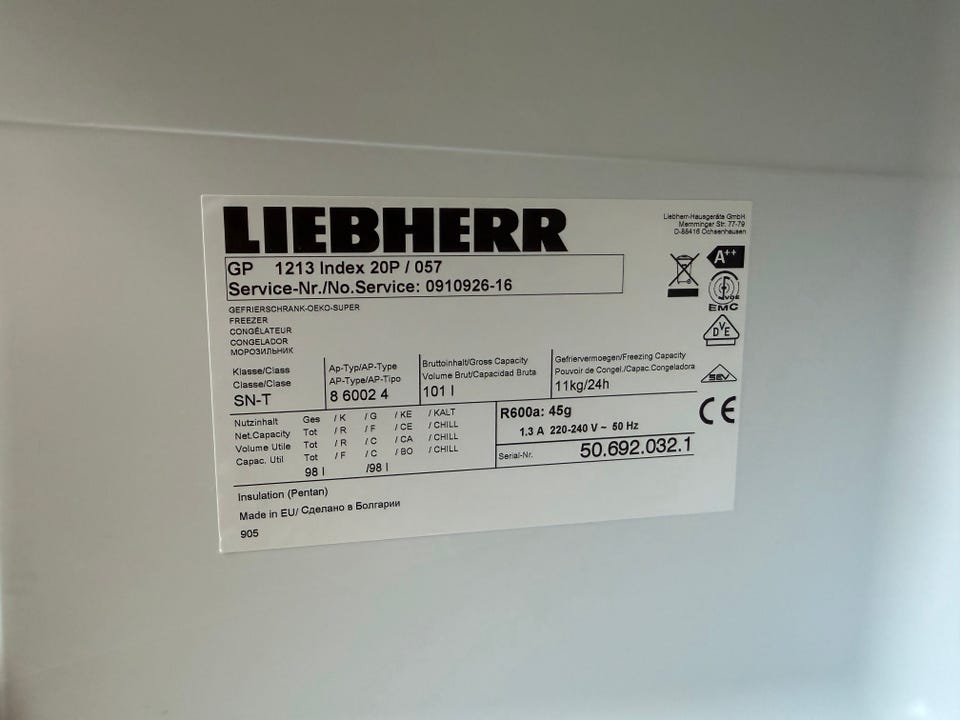 LIEBHERR
Liebherr-Hausgeräte GmbH
Memminger Str. 77-79
D-88416 Ochsenhausen
GP 1213 Index 20P / 057
Service-Nr./No.Service: 0910926-16
A++
VDE
EMC
DVE
SEV
CE
GEFRIERSCHRANK-OEKO-SUPER
FREEZER
CONGÉLATEUR
CONGELADOR
МОРОЗИЛЬНИК
Klasse/Class
Classe/Clase
SN-T
Ap-Typ/AP-Type
AP-Type/AP-Tipo
8 6002 4
Bruttoinhalt/Gross Capacity
Volume Brut/Capacidad Bruta
101 l
Gefriervermoegen/Freezing Capacity
Pouvoir de Congel./Capac.Congeladora
11kg/24h
Nutzinhalt Ges / K / G / KE / KALT
Net.Capacity Tot / R / F / CE / CHILL
Volume Utile Tot / R / C / CA / CHILL
Capac. Util Tot / F / C / BO / CHILL
98 l /98 l
R600a: 45g
1.3 A 220-240 V ~ 50 Hz
Serial-Nr. 50.692.032.1
Insulation (Pentan)
Made in EU/ Сделано в Болгарии
905